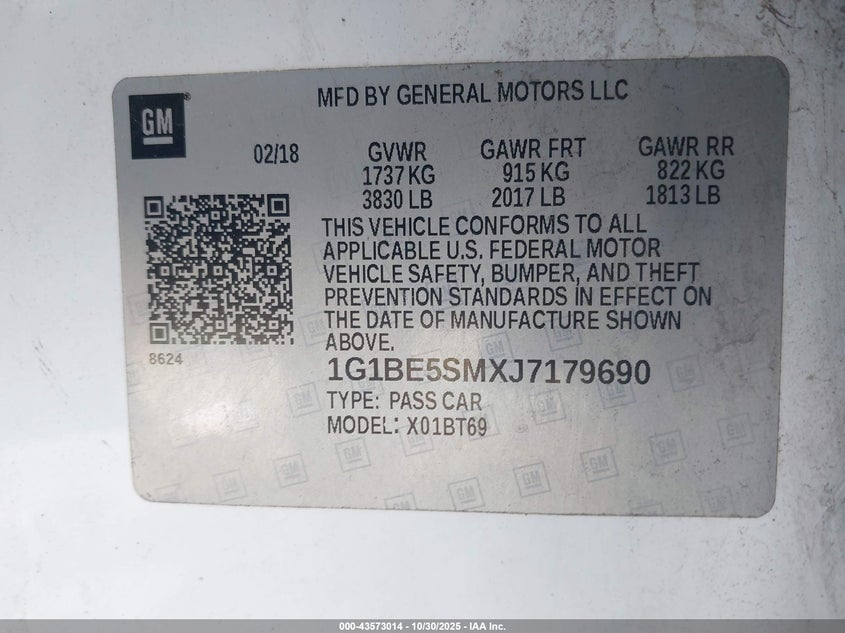 GM
MFD BY GENERAL MOTORS LLC
02/18
GVWR GAWR FRT GAWR RR
1737 KG 915 KG 822 KG
3830 LB 2017 LB 1813 LB
THIS VEHICLE CONFORMS TO ALL
APPLICABLE U.S. FEDERAL MOTOR
VEHICLE SAFETY, BUMPER, AND THEFT
PREVENTION STANDARDS IN EFFECT ON
THE DATE OF MANUFACTURE SHOWN
ABOVE.
8624
1G1BE5SMXJ7179690
TYPE: PASS CAR
MODEL: X01BT69
000-43573014 - 10/30/2025 - IAA Inc.